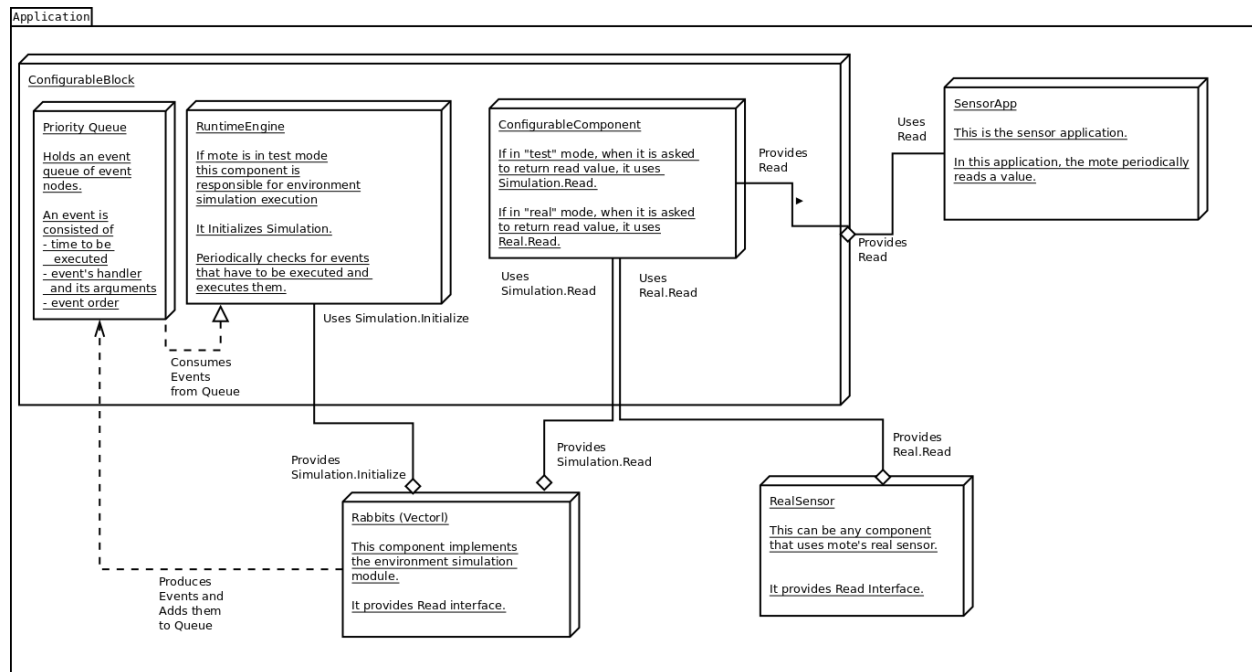 Application
ConfigurableBlock
Priority Queue
Holds an event
queue of event
nodes.
An event is
consisted of
- time to be
executed
- event's handler
and its arguments
- event order
RuntimeEngine
If mote is in test mode
this component is
responsible for environment
simulation execution
It Initializes Simulation.
Periodically checks for events
that have to be executed and
executes them.
ConfigurableComponent
If in "test" mode, when it is asked
to return read value, it uses
Simulation.Read.
If in "real" mode, when it is asked
to return read value, it uses
Real.Read.
Provides
Read
Uses
Read
SensorApp
This is the sensor application.
In this application, the mote periodically
reads a value.
Provides
Read
Uses
Simulation.Read
Uses
Real.Read
Uses Simulation.Initialize
Consumes
Events
from Queue
Provides
Simulation.Initialize
Provides
Simulation.Read
Provides
Real.Read
Rabbits (VectorI)
This component implements
the environment simulation
module.
It provides Read interface.
RealSensor
This can be any component
that uses mote's real sensor.
It provides Read Interface.
Produces
Events and
Adds them
to Queue